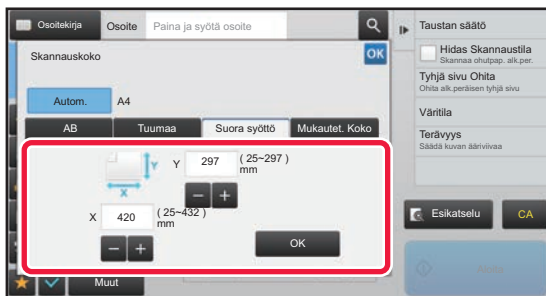 Osoitekirja Osoite Paina ja syötä osoite
Skannauskoko OK
Autom. A4
AB Tuumaa Suora syöttö Mukautet. Koko
Y 297 ( 25~297 )
mm
Y
X
X 420 ( 25~432 )
mm
OK
Muut
Taustan säätö
Hidas Skannaustila
Skannaa ohutpap. alk.per.
Tyhjä sivu Ohita
Ohita alk.peräisen tyhjä sivu
Väritila
Terävyys
Säädä kuvan ääriviivaa
Esikatselu CA